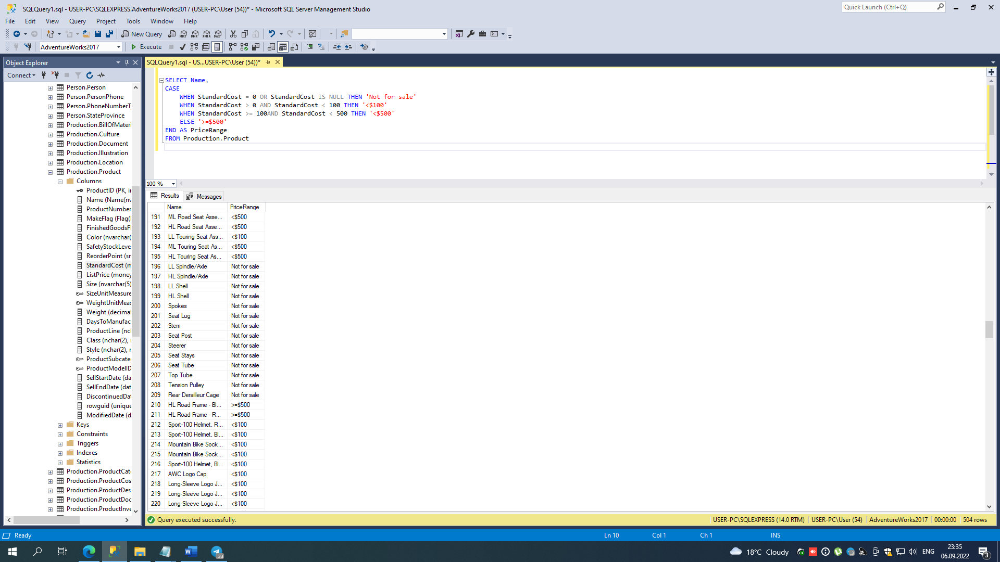 SQLQuery1.sql - USER-PC\SQLEXPRESS.AdventureWorks2017 (USER-PC\User (54))* - Microsoft SQL Server Management Studio
Quick Launch (Ctrl+Q)
File Edit View Query Project Tools Window Help
New Query
MDX DMX XMLA DAX
AdventureWorks2017
Execute
Object Explorer
Connect
Person.Person
Person.PersonPhone
Person.PhoneNumberTy
Person.StateProvince
Production.BillOfMateri
Production.Culture
Production.Document
Production.Illustration
Production.Location
Production.Product
Columns
ProductID (PK, in
Name (Name(nv
ProductNumber
MakeFlag (Flag(l
FinishedGoodsFl
Color (nvarchar(
SafetyStockLeve
ReorderPoint (sr
StandardCost (m
ListPrice (money
Size (nvarchar(5)
SizeUnitMeasure
WeightUnitMeas
Weight (decimal
DaysToManufac
ProductLine (ncl
Class (nchar(2), r
Style (nchar(2), r
ProductSubcate
ProductModelID
SellStartDate (da
SellEndDate (dat
DiscontinuedDat
rowguid (unique
ModifiedDate (d
Keys
Constraints
Triggers
Indexes
Statistics
Production.ProductCate
Production.ProductCos
Production.ProductDes
Production.ProductDoc
Production.ProductInve
SQLQuery1.sql - US...USER-PC\User (54))*
SELECT Name,
CASE
WHEN StandardCost = 0 OR StandardCost IS NULL THEN 'Not for sale'
WHEN StandardCost > 0 AND StandardCost < 100 THEN '<$100'
WHEN StandardCost >= 100AND StandardCost < 500 THEN '<$500'
ELSE '>=$500'
END AS PriceRange
FROM Production.Product
100 %
Results Messages
Name PriceRange
191 ML Road Seat Asse... <$500
192 HL Road Seat Asse... <$500
193 LL Touring Seat Ass... <$100
194 ML Touring Seat As... <$500
195 HL Touring Seat As... <$500
196 LL Spindle/Axle Not for sale
197 HL Spindle/Axle Not for sale
198 LL Shell Not for sale
199 HL Shell Not for sale
200 Spokes Not for sale
201 Seat Lug Not for sale
202 Stem Not for sale
203 Seat Post Not for sale
204 Steerer Not for sale
205 Seat Stays Not for sale
206 Seat Tube Not for sale
207 Top Tube Not for sale
208 Tension Pulley Not for sale
209 Rear Derailleur Cage Not for sale
210 HL Road Frame - Bl... >=$500
211 HL Road Frame - R... >=$500
212 Sport-100 Helmet, R... <$100
213 Sport-100 Helmet, Bl... <$100
214 Mountain Bike Sock... <$100
215 Mountain Bike Sock... <$100
216 Sport-100 Helmet, Bl... <$100
217 AWC Logo Cap <$100
218 Long-Sleeve Logo J... <$100
219 Long-Sleeve Logo J... <$100
220 Long-Sleeve Logo J... <$100
Query executed successfully.
USER-PC\SQLEXPRESS (14.0 RTM) USER-PC\User (54) AdventureWorks2017 00:00:00 504 rows
Ready
Ln 10 Col 1 Ch 1 INS
33
18°C Cloudy
ENG
23:35
06.09.2022
3